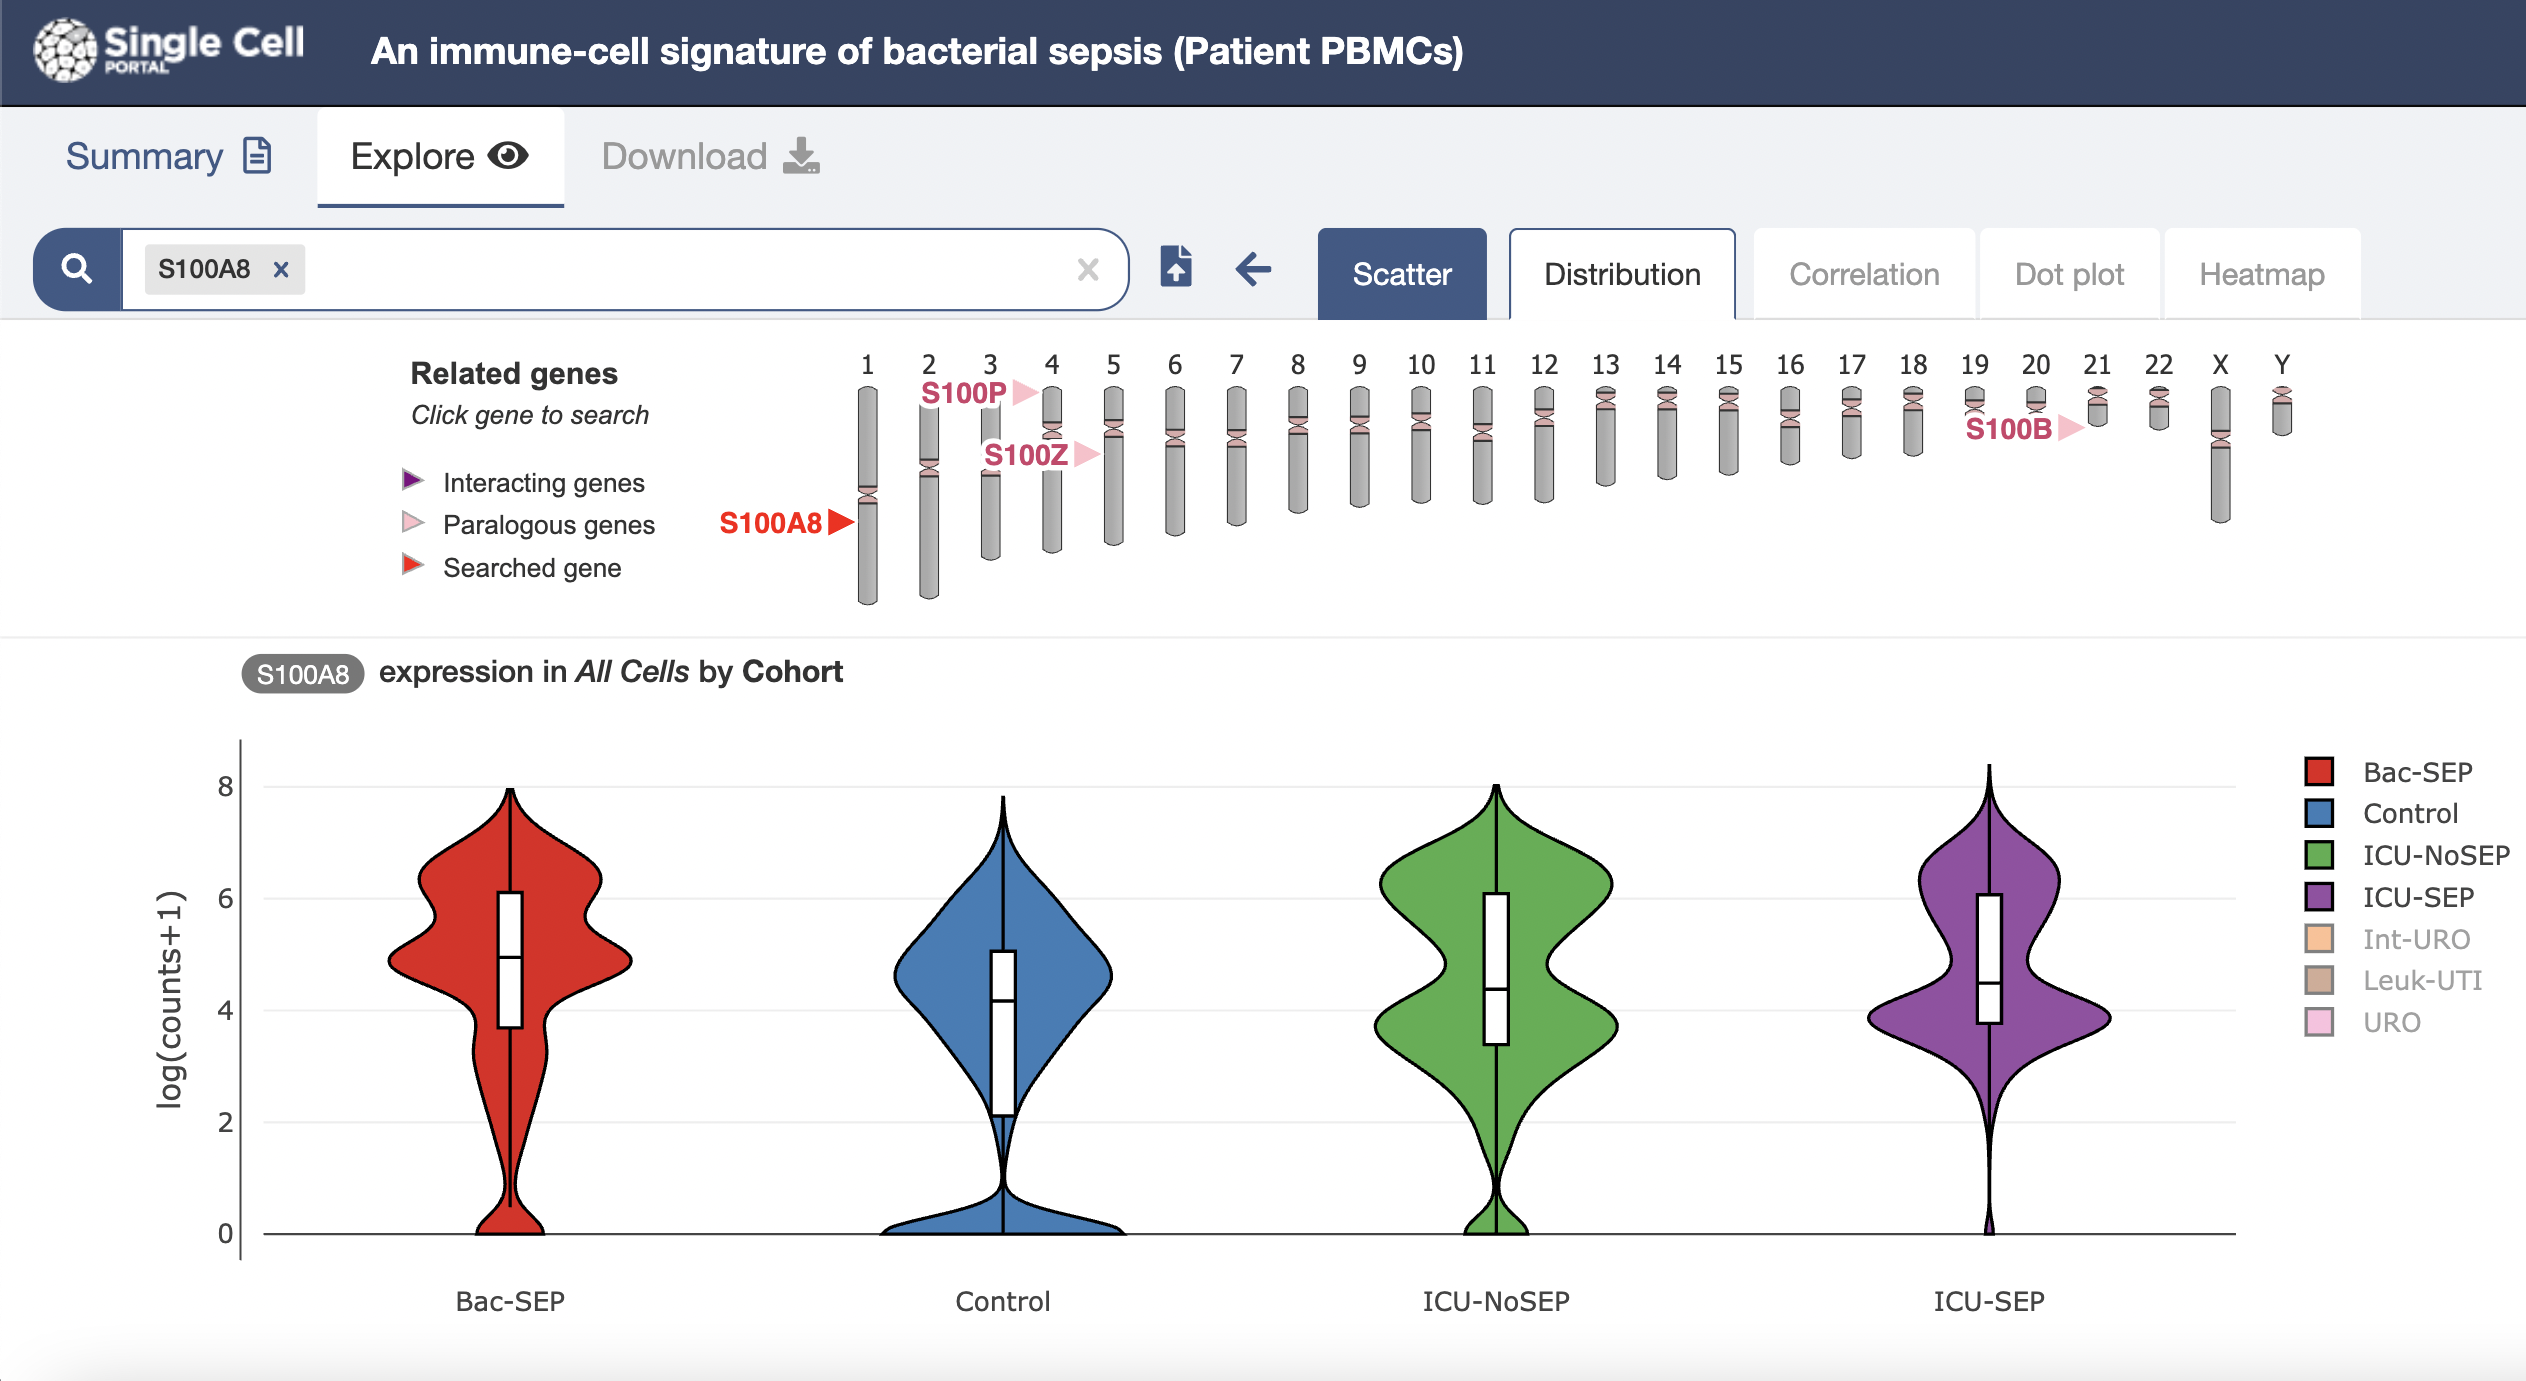 Single Cell
PORTAL
An immune-cell signature of bacterial sepsis (Patient PBMCs)
Summary
Explore
Download
S100A8 ×
×
Scatter
Distribution
Correlation
Dot plot
Heatmap
Related genes
Click gene to search
Interacting genes
Paralogous genes
Searched gene
1 2 3 4 5 6 7 8 9 10 11 12 13 14 15 16 17 18 19 20 21 22 X Y
S100P
S100B
S100Z
S100A8
S100A8 expression in All Cells by Cohort
log(counts+1)
8
6
4
2
0
Bac-SEP
Control
ICU-NoSEP
ICU-SEP
Bac-SEP
Control
ICU-NoSEP
ICU-SEP
Int-URO
Leuk-UTI
URO